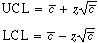 UCL = c̅ + z√c̅
LCL = c̅ − z√c̅